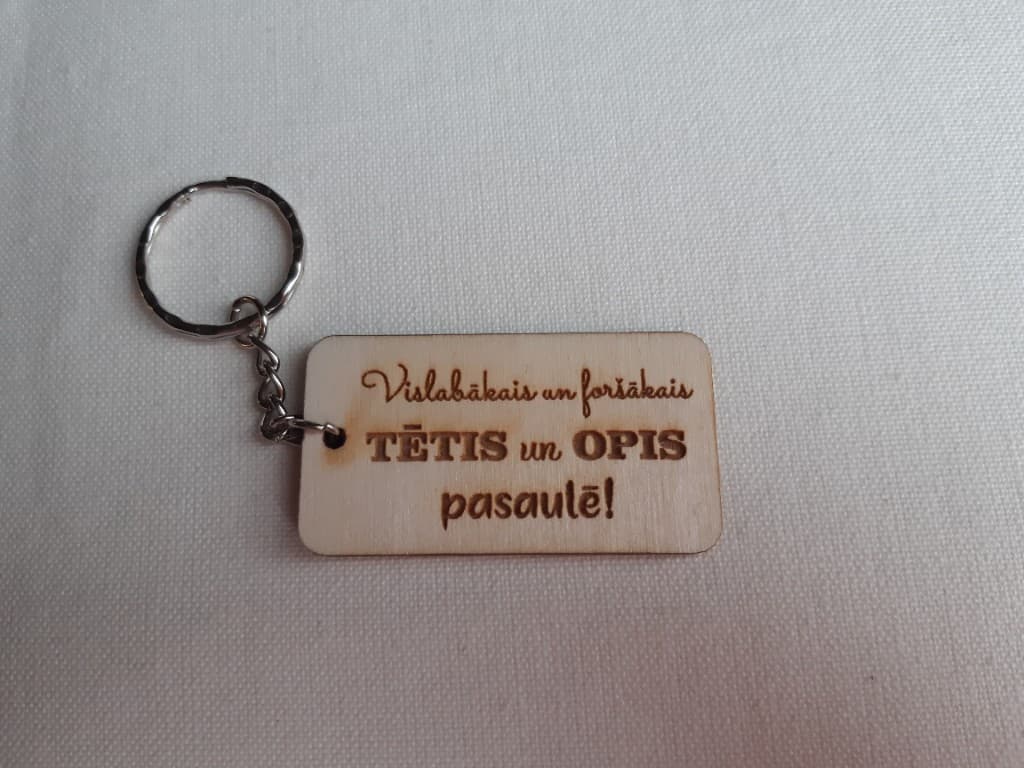 Vislabākais un foršākais
TĒTIS un OPIS
pasaulē!